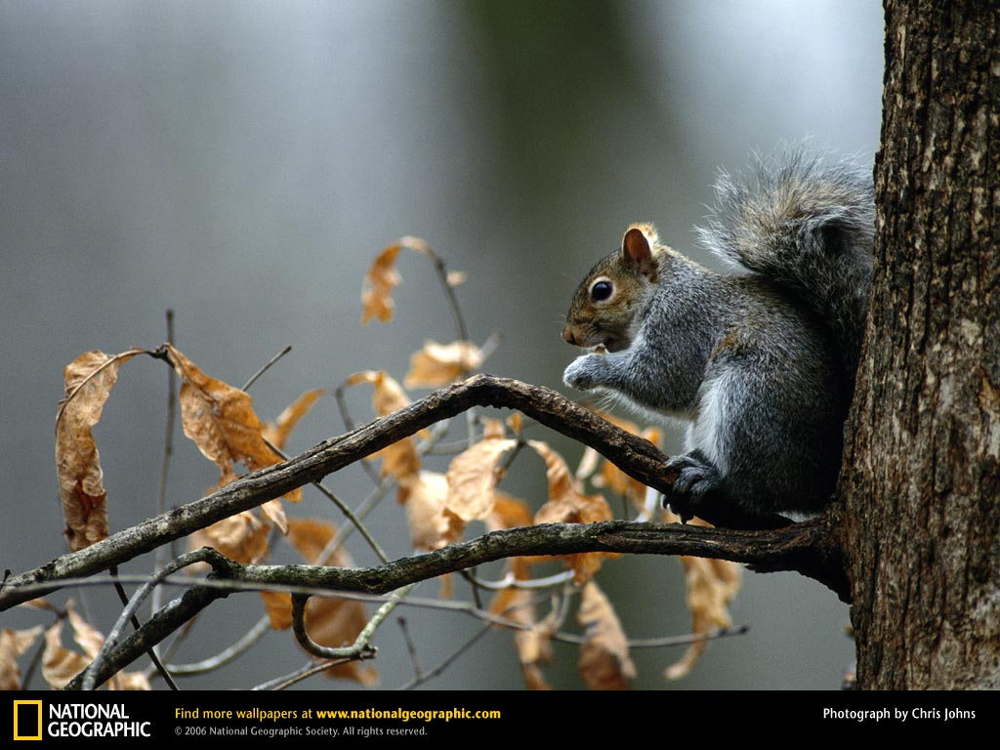 NATIONAL
GEOGRAPHIC
Find more wallpapers at www.nationalgeographic.com
© 2006 National Geographic Society. All rights reserved.
Photograph by Chris Johns